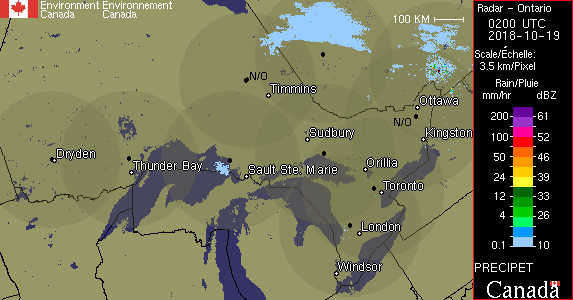 Environment Environnement
Canada Canada
100 KM
N/O
Timmins
Ottawa
N/O
Kingston
Sudbury
Dryden
Thunder Bay
Sault Ste. Marie
Orillia
Toronto
London
Windsor
Radar - Ontario
0200 UTC
2018-10-19
Scale/Échelle:
3.5 km/Pixel
Rain/Pluie
mm/hr dBZ
200 61
100 52
50 46
24 39
12 33
4 26
0.1 10
PRECIPET
Canada